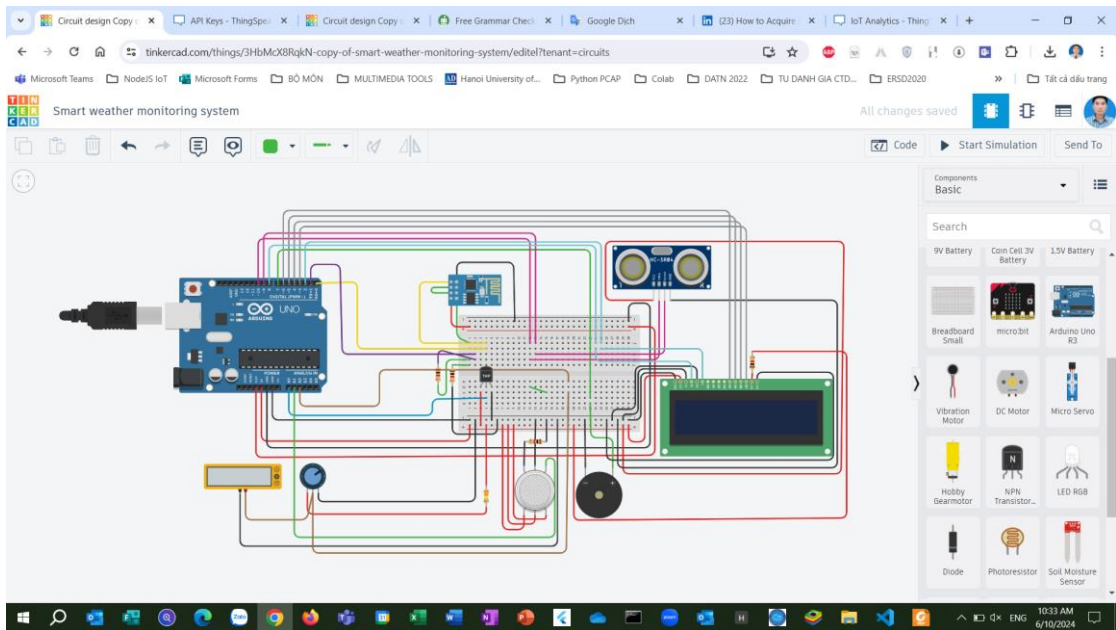 Circuit design Copy o
API Keys - ThingSpea
Circuit design Copy o
Free Grammar Check
Google Dịch
(23) How to Acquire
IoT Analytics - Thing
tinkercad.com/things/3HbMcX8RqkN-copy-of-smart-weather-monitoring-system/editel?tenant=circuits
Microsoft Teams
NodeJS IoT
Microsoft Forms
BỘ MÔN
MULTIMEDIA TOOLS
Hanoi University of...
Python PCAP
Colab
DATN 2022
TU DANH GIA CTD...
ERSD2020
Tất cả dấu trang
TIN
KER
CAD
Smart weather monitoring system
All changes saved
Code
Start Simulation
Send To
Components
Basic
Search
9V Battery
Coin Cell 3V
Battery
1.5V Battery
Breadboard
Small
micro:bit
Arduino Uno
R3
Vibration
Motor
DC Motor
Micro Servo
Hobby
Gearmotor
NPN
Transistor...
LED RGB
Diode
Photoresistor
Soil Moisture
Sensor
HC-SR04
UNO
ARDUINO
ENG
10:33 AM
6/10/2024